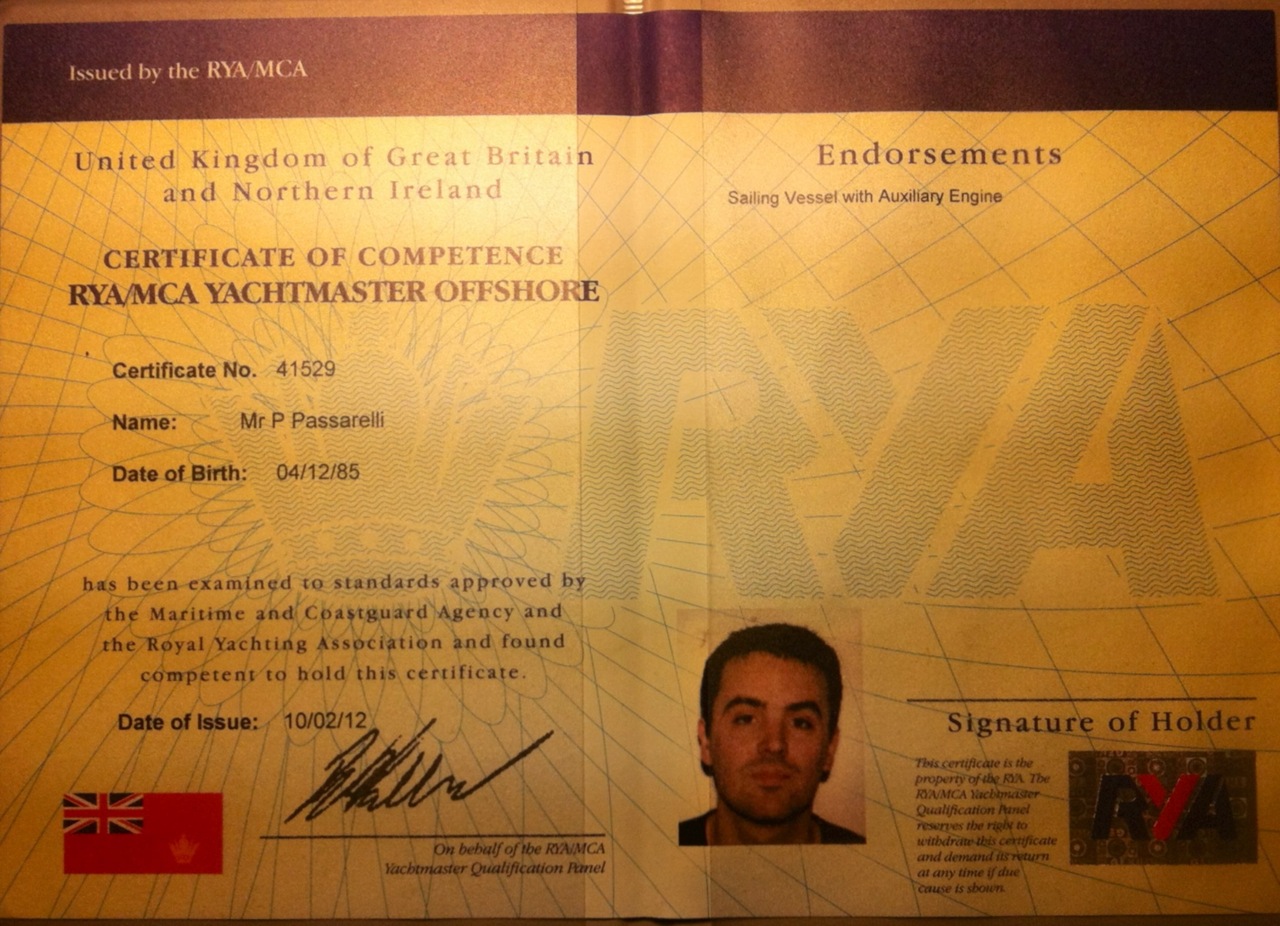 Issued by the RYA/MCA
United Kingdom of Great Britain
and Northern Ireland
CERTIFICATE OF COMPETENCE
RYA/MCA YACHTMASTER OFFSHORE
Certificate No. 41529
Name: Mr P Passarelli
Date of Birth: 04/12/85
has been examined to standards approved by
the Maritime and Coastguard Agency and
the Royal Yachting Association and found
competent to hold this certificate.
Date of Issue: 10/02/12
On behalf of the RYA/MCA
Yachtmaster Qualification Panel
Endorsements
Sailing Vessel with Auxiliary Engine
RYA
Signature of Holder
This certificate is the
property of the RYA. The
RYA/MCA Yachtmaster
Qualification Panel
reserves the right to
withdraw this certificate
and demand its return
at any time if due
cause is shown.
RYA